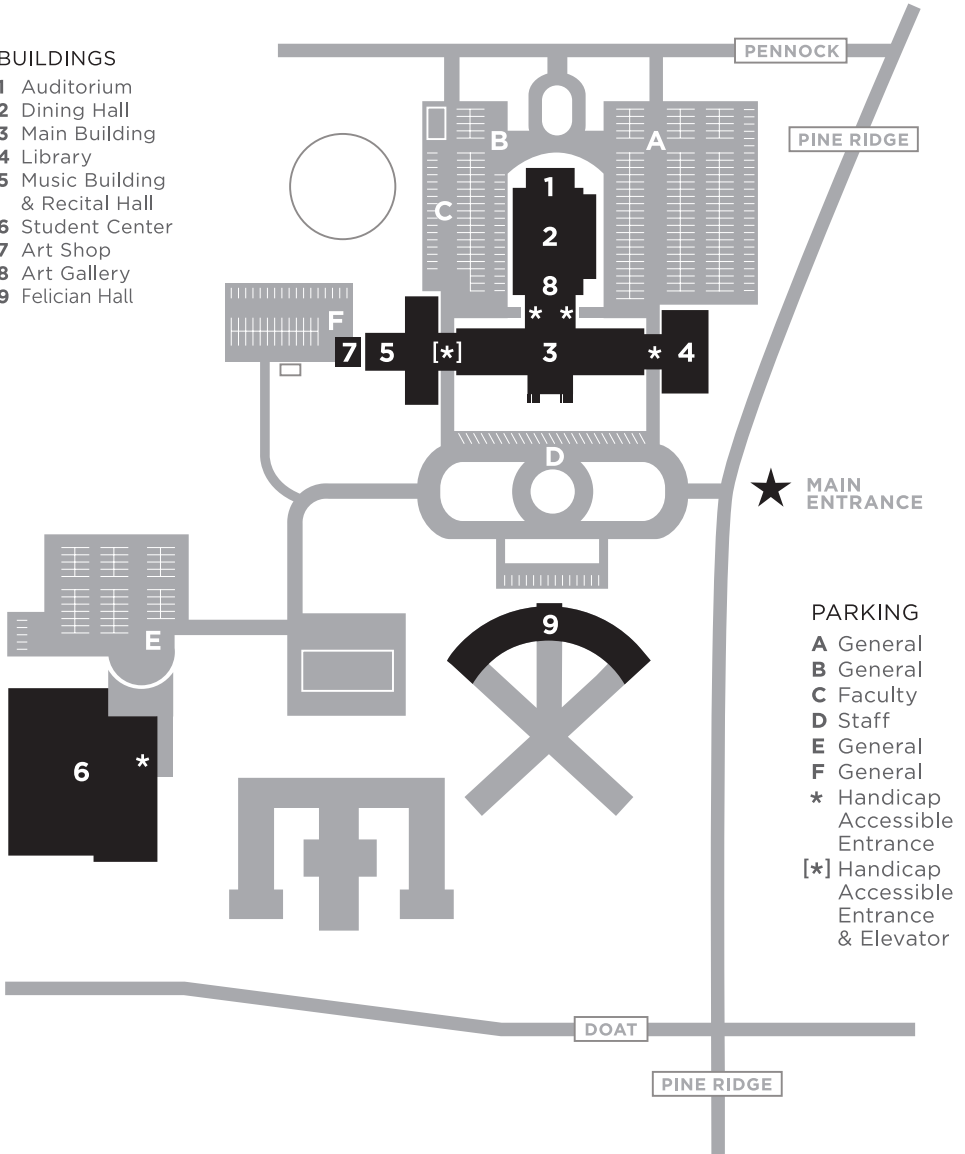 BUILDINGS
1 Auditorium
2 Dining Hall
3 Main Building
4 Library
5 Music Building
& Recital Hall
6 Student Center
7 Art Shop
8 Art Gallery
9 Felician Hall
PENNOCK
PINE RIDGE
B
A
1
C
2
8
* *
F
7
5
[*]
3
*
4
D
MAIN
ENTRANCE
9
E
6
*
PARKING
A General
B General
C Faculty
D Staff
E General
F General
* Handicap
Accessible
Entrance
[*] Handicap
Accessible
Entrance
& Elevator
DOAT
PINE RIDGE